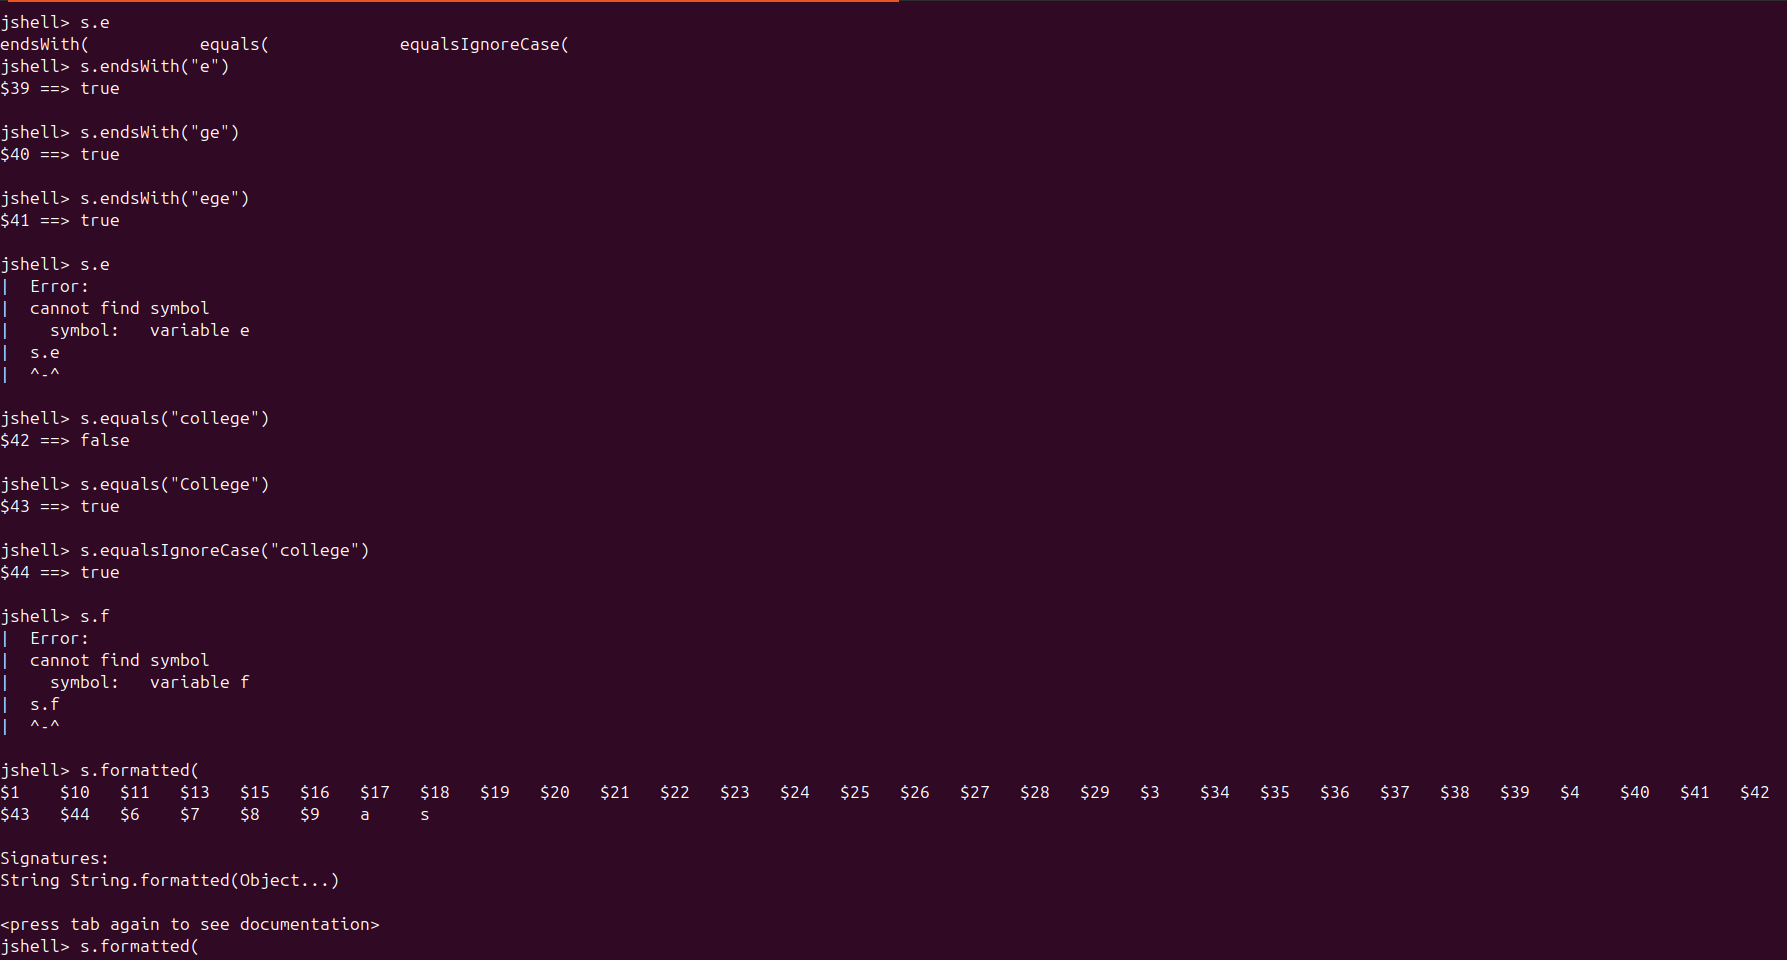 jshell> s.e
endsWith(           equals(             equalsIgnoreCase(
jshell> s.endsWith("e")
$39 ==> true

jshell> s.endsWith("ge")
$40 ==> true

jshell> s.endsWith("ege")
$41 ==> true

jshell> s.e
|  Error:
|  cannot find symbol
|    symbol:   variable e
|  s.e
|  ^-^

jshell> s.equals("college")
$42 ==> false

jshell> s.equals("College")
$43 ==> true

jshell> s.equalsIgnoreCase("college")
$44 ==> true

jshell> s.f
|  Error:
|  cannot find symbol
|    symbol:   variable f
|  s.f
|  ^-^

jshell> s.formatted(
$1    $10   $11   $13   $15   $16   $17   $18   $19   $20   $21   $22   $23   $24   $25   $26   $27   $28   $29   $3    $34   $35   $36   $37   $38   $39   $4    $40   $41   $42
$43   $44   $6    $7    $8    $9    a     s

Signatures:
String String.formatted(Object...)

<press tab again to see documentation>
jshell> s.formatted(